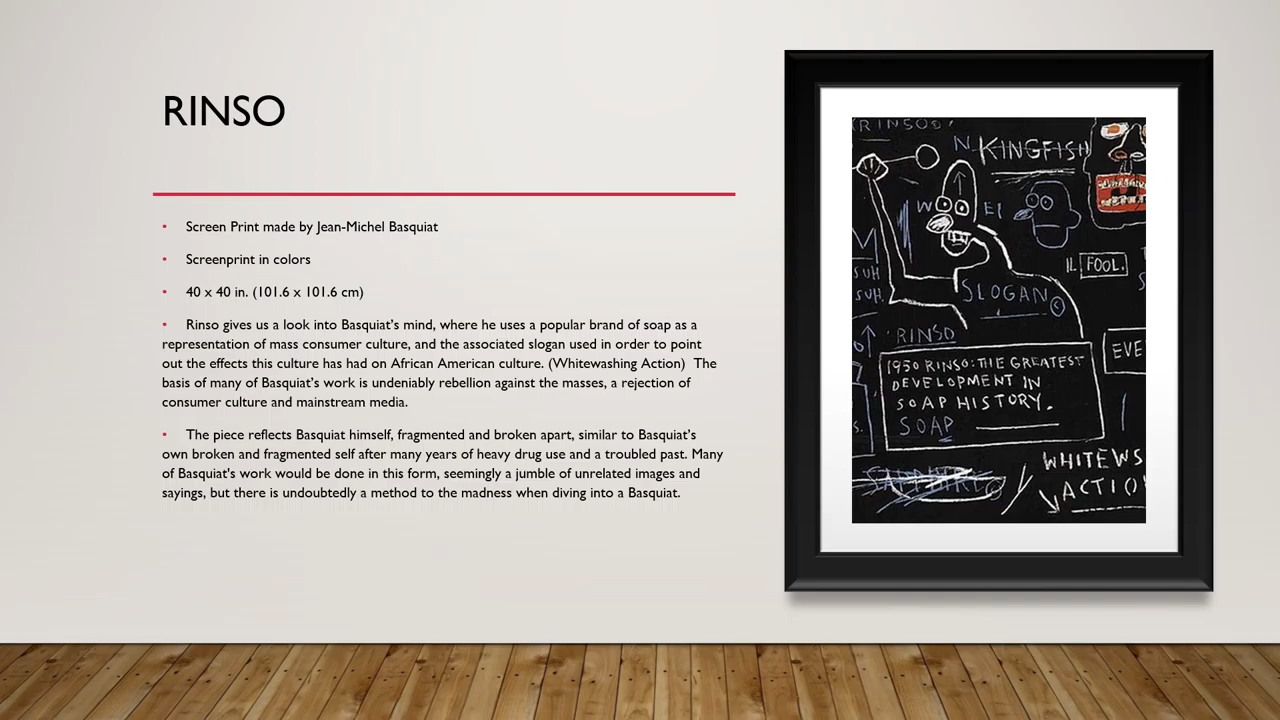 RINSO
• Screen Print made by Jean-Michel Basquiat
• Screenprint in colors
• 40 x 40 in. (101.6 x 101.6 cm)
• Rinso gives us a look into Basquiat's mind, where he uses a popular brand of soap as a
representation of mass consumer culture, and the associated slogan used in order to point
out the effects this culture has had on African American culture. (Whitewashing Action) The
basis of many of Basquiat's work is undeniably rebellion against the masses, a rejection of
consumer culture and mainstream media.
• The piece reflects Basquiat himself, fragmented and broken apart, similar to Basquiat's
own broken and fragmented self after many years of heavy drug use and a troubled past. Many
of Basquiat's work would be done in this form, seemingly a jumble of unrelated images and
sayings, but there is undoubtedly a method to the madness when diving into a Basquiat.
N. KINGFISH
W EI
IL FOOL.
SUH
SUH.
SLOGAN
RINSO
EVE
1950 RINSO: THE GREATEST
DEVELOPMENT IN
SOAP HISTORY.
SOAP
S.
WHITEWS
ACTIO